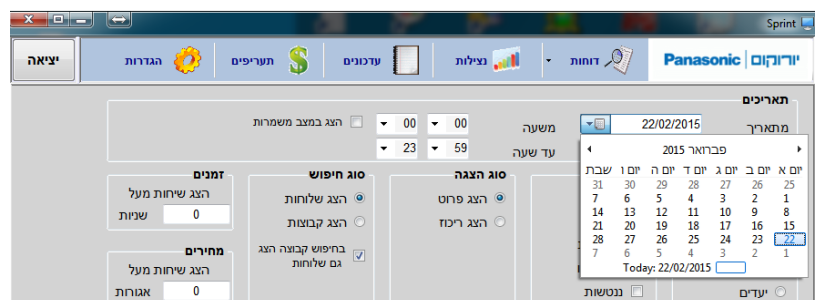 Sprint
יורוקום Panasonic
דוחות
נצילות
עדכונים
תעריפים
הגדרות
יציאה
תאריכים
מתאריך 22/02/2015 משעה 00 00 הצג במצב משמרות
עד שעה 59 23
פברואר 2015
יום א יום ב יום ג יום ד יום ה יום ו שבת
25 26 27 28 29 30 31
1 2 3 4 5 6 7
8 9 10 11 12 13 14
15 16 17 18 19 20 21
22 23 24 25 26 27 28
1 2 3 4 5 6 7
Today: 22/02/2015
יעדים
ננטשות
סוג הצגה
הצג פרוט
הצג ריכוז
סוג חיפוש
הצג שלוחות
הצג קבוצות
בחיפוש קבוצה הצג
גם שלוחות
זמנים
הצג שיחות מעל
0 שניות
מחירים
הצג שיחות מעל
0 אגורות